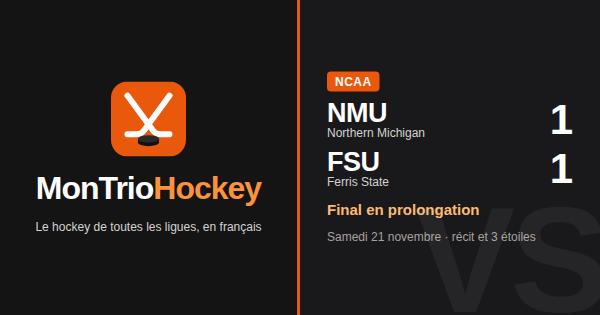 MonTrioHockey
Le hockey de toutes les ligues, en français
NCAA
NMU 1
Northern Michigan
FSU 1
Ferris State
Final en prolongation
Samedi 21 novembre · récit et 3 étoiles
VS